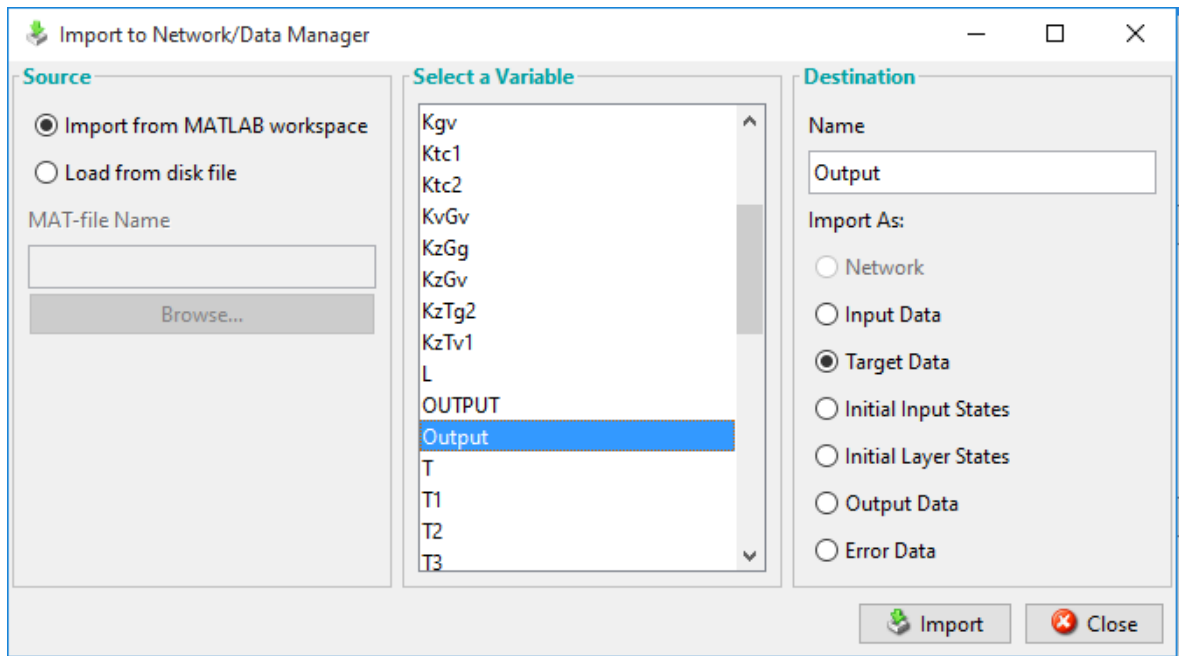 Import to Network/Data Manager
Source
Import from MATLAB workspace
Load from disk file
MAT-file Name
Browse...
Select a Variable
Kgv
Ktc1
Ktc2
KvGv
KzGg
KzGv
KzTg2
KzTv1
L
OUTPUT
Output
T
T1
T2
T3
Destination
Name
Output
Import As:
Network
Input Data
Target Data
Initial Input States
Initial Layer States
Output Data
Error Data
Import
Close